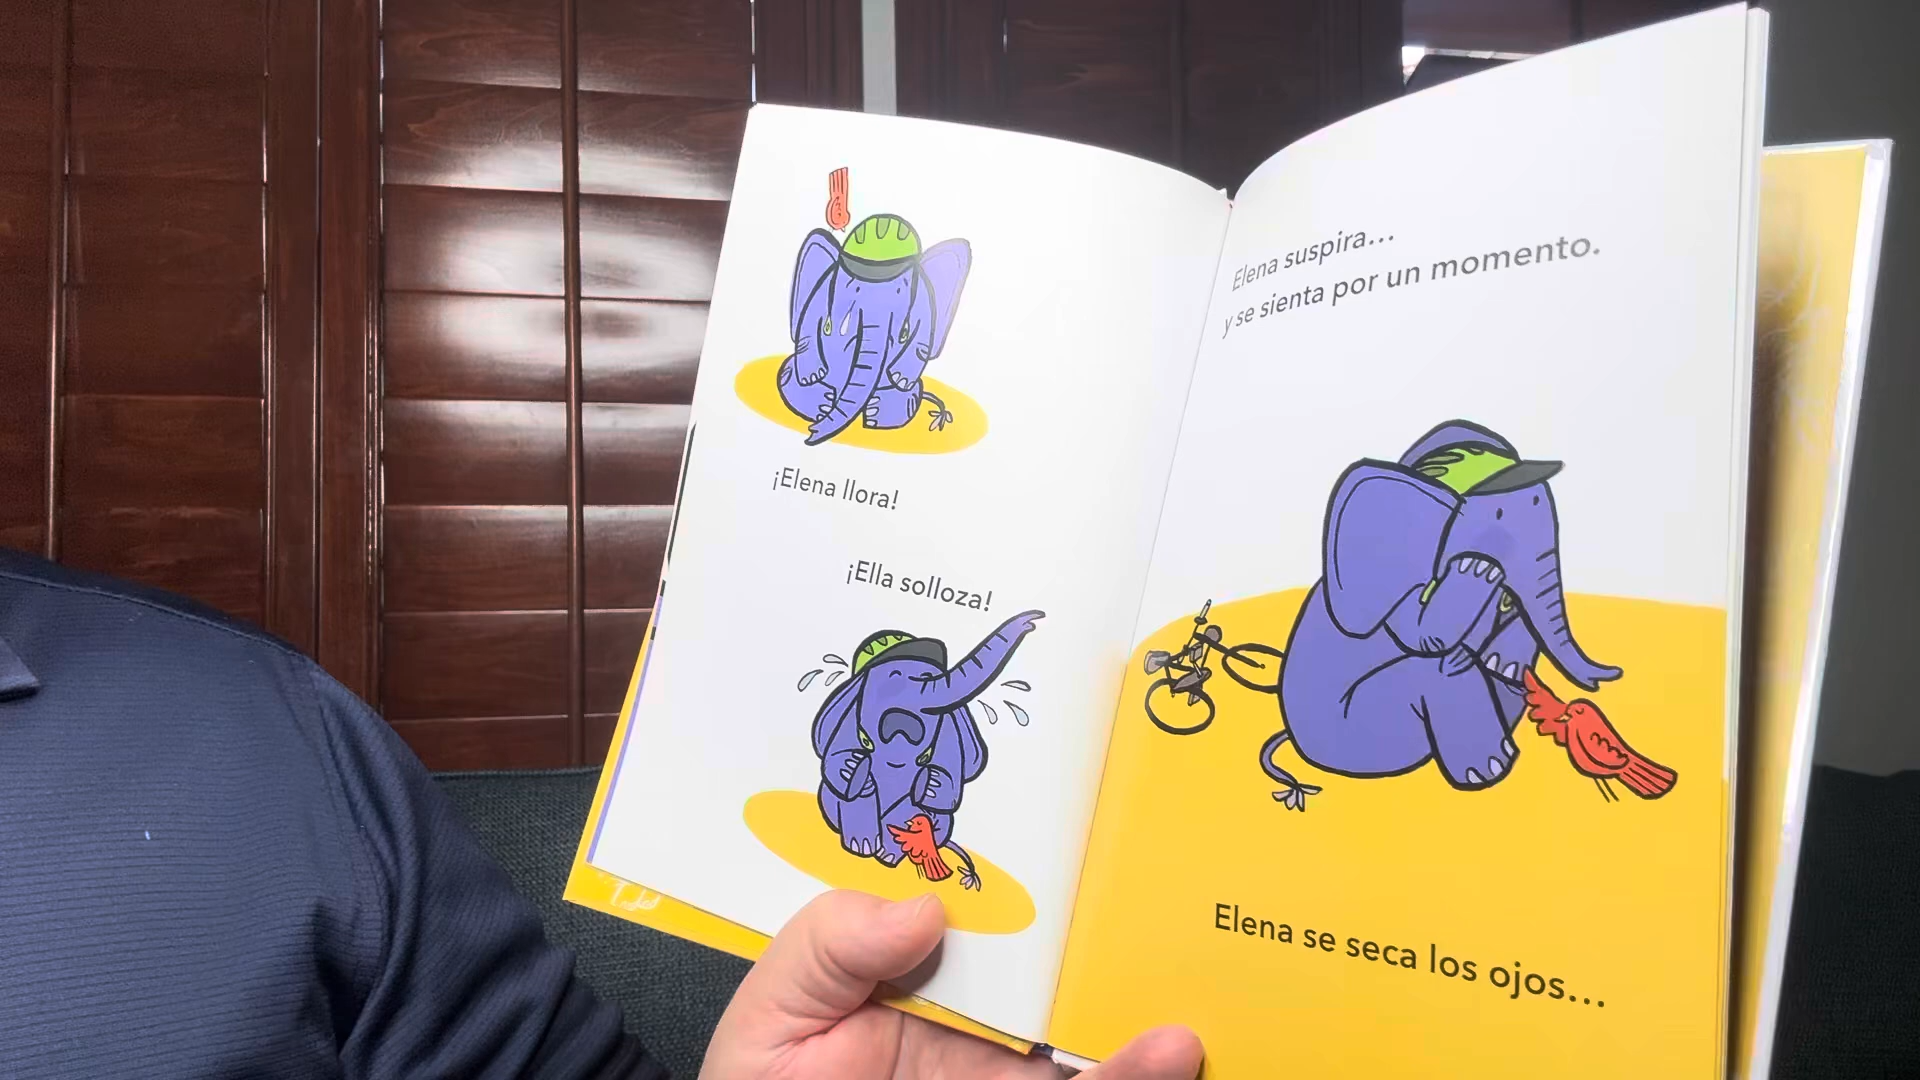 ¡Elena llora!
¡Ella solloza!
Elena suspira...
y se sienta por un momento.
Elena se seca los ojos...